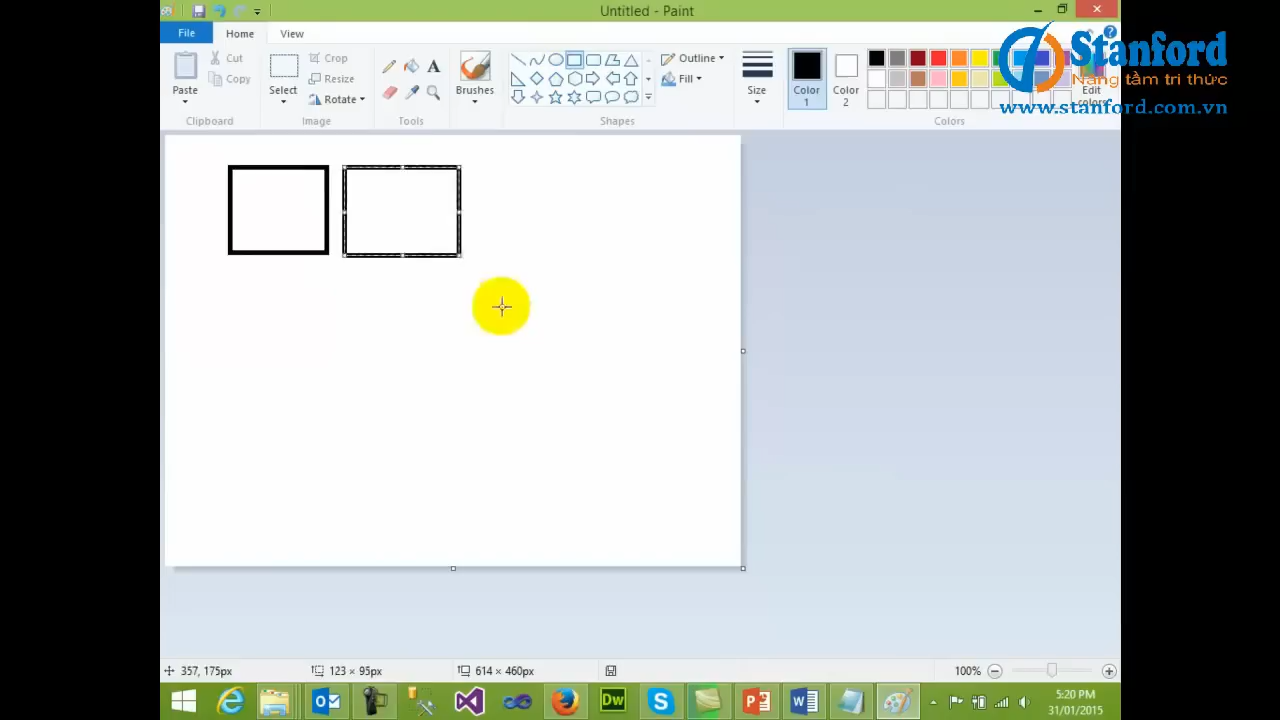 Untitled - Paint
File Home View
Stanford
Nâng tầm tri thức
www.stanford.com.vn
Paste
Cut
Copy
Clipboard
Select
Crop
Resize
Rotate
Image
A
Tools
Brushes
Outline
Fill
Shapes
Size
Color
1
Color
2
Edit
colors
Colors
357, 175px
123 × 95px
614 × 460px
100%
Dw
5:20 PM
31/01/2015